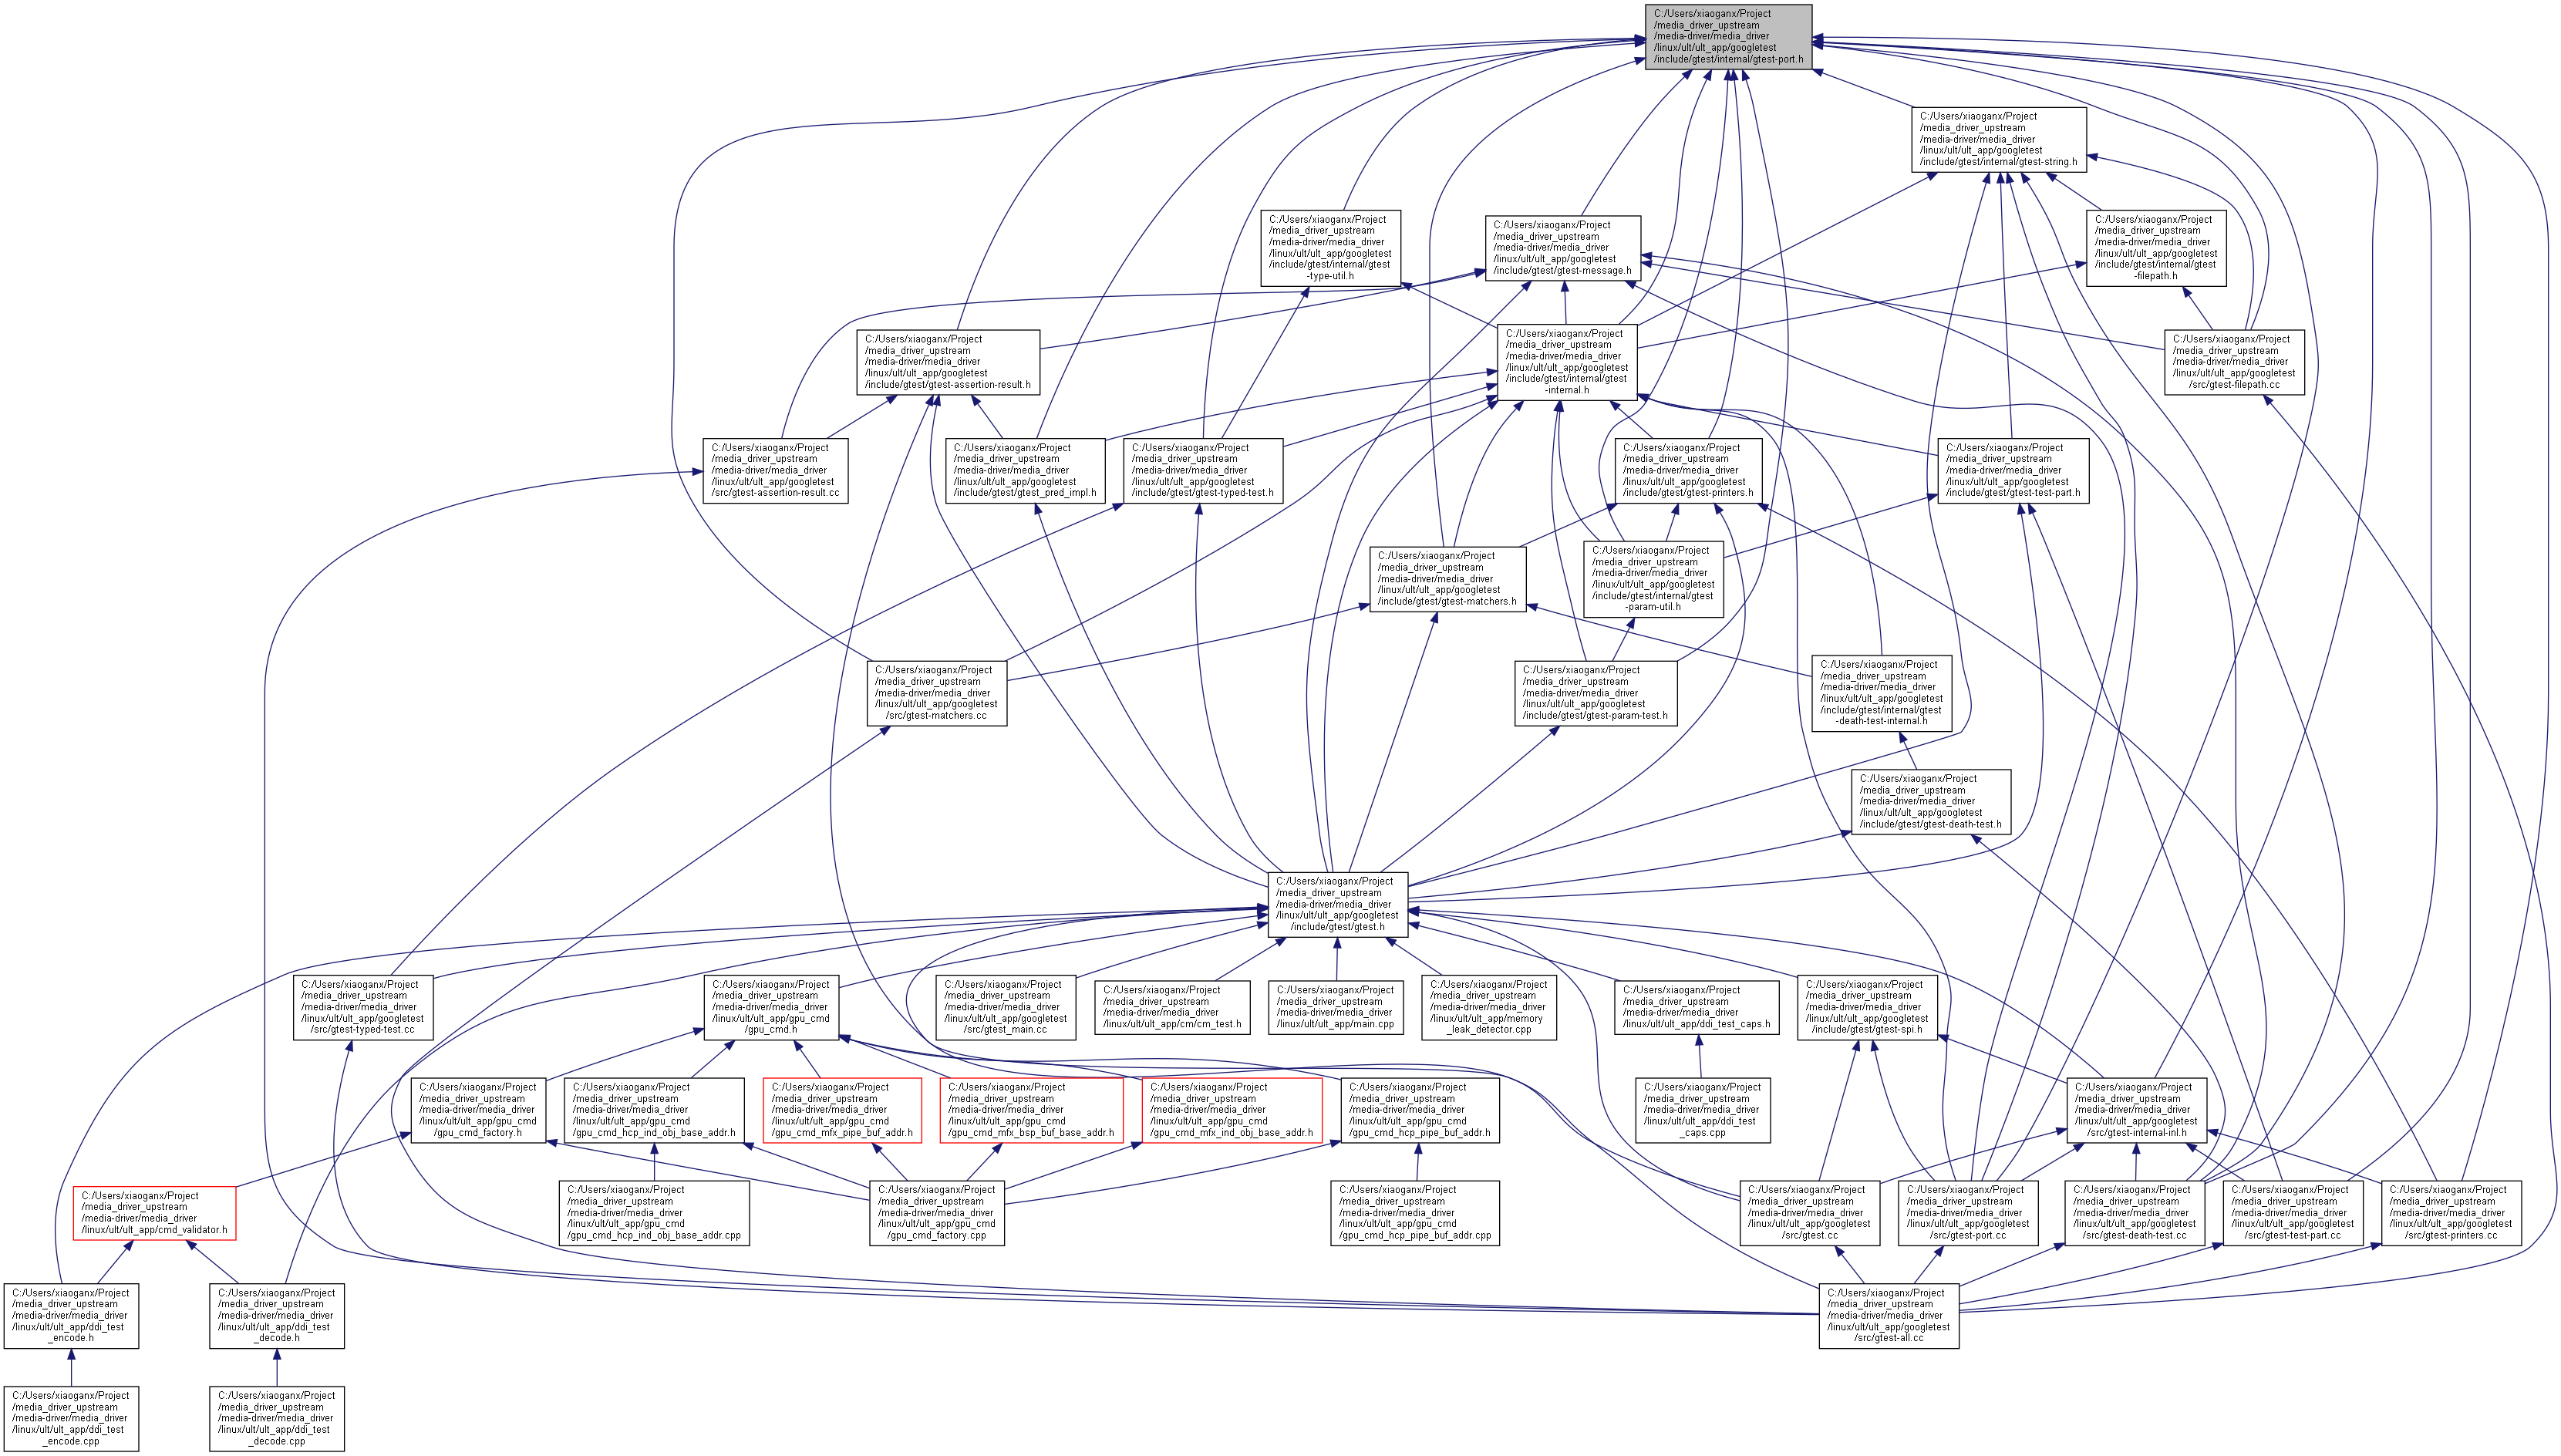 C:/Users/xiaoganx/Project
/media_driver_upstream
/media-driver/media_driver
/linux/ult/ult_app/googletest
/include/gtest/internal/gtest-port.h
C:/Users/xiaoganx/Project
/media_driver_upstream
/media-driver/media_driver
/linux/ult/ult_app/googletest
/include/gtest/internal/gtest-string.h
C:/Users/xiaoganx/Project
/media_driver_upstream
/media-driver/media_driver
/linux/ult/ult_app/googletest
/include/gtest/internal/gtest
-type-util.h
C:/Users/xiaoganx/Project
/media_driver_upstream
/media-driver/media_driver
/linux/ult/ult_app/googletest
/include/gtest/gtest-message.h
C:/Users/xiaoganx/Project
/media_driver_upstream
/media-driver/media_driver
/linux/ult/ult_app/googletest
/include/gtest/internal/gtest
-filepath.h
C:/Users/xiaoganx/Project
/media_driver_upstream
/media-driver/media_driver
/linux/ult/ult_app/googletest
/include/gtest/gtest-assertion-result.h
C:/Users/xiaoganx/Project
/media_driver_upstream
/media-driver/media_driver
/linux/ult/ult_app/googletest
/include/gtest/internal/gtest
-internal.h
C:/Users/xiaoganx/Project
/media_driver_upstream
/media-driver/media_driver
/linux/ult/ult_app/googletest
/src/gtest-filepath.cc
C:/Users/xiaoganx/Project
/media_driver_upstream
/media-driver/media_driver
/linux/ult/ult_app/googletest
/src/gtest-assertion-result.cc
C:/Users/xiaoganx/Project
/media_driver_upstream
/media-driver/media_driver
/linux/ult/ult_app/googletest
/include/gtest/gtest_pred_impl.h
C:/Users/xiaoganx/Project
/media_driver_upstream
/media-driver/media_driver
/linux/ult/ult_app/googletest
/include/gtest/gtest-typed-test.h
C:/Users/xiaoganx/Project
/media_driver_upstream
/media-driver/media_driver
/linux/ult/ult_app/googletest
/include/gtest/gtest-printers.h
C:/Users/xiaoganx/Project
/media_driver_upstream
/media-driver/media_driver
/linux/ult/ult_app/googletest
/include/gtest/gtest-test-part.h
C:/Users/xiaoganx/Project
/media_driver_upstream
/media-driver/media_driver
/linux/ult/ult_app/googletest
/include/gtest/gtest-matchers.h
C:/Users/xiaoganx/Project
/media_driver_upstream
/media-driver/media_driver
/linux/ult/ult_app/googletest
/include/gtest/internal/gtest
-param-util.h
C:/Users/xiaoganx/Project
/media_driver_upstream
/media-driver/media_driver
/linux/ult/ult_app/googletest
/src/gtest-matchers.cc
C:/Users/xiaoganx/Project
/media_driver_upstream
/media-driver/media_driver
/linux/ult/ult_app/googletest
/include/gtest/gtest-param-test.h
C:/Users/xiaoganx/Project
/media_driver_upstream
/media-driver/media_driver
/linux/ult/ult_app/googletest
/include/gtest/internal/gtest
-death-test-internal.h
C:/Users/xiaoganx/Project
/media_driver_upstream
/media-driver/media_driver
/linux/ult/ult_app/googletest
/include/gtest/gtest-death-test.h
C:/Users/xiaoganx/Project
/media_driver_upstream
/media-driver/media_driver
/linux/ult/ult_app/googletest
/include/gtest/gtest.h
C:/Users/xiaoganx/Project
/media_driver_upstream
/media-driver/media_driver
/linux/ult/ult_app/googletest
/src/gtest-typed-test.cc
C:/Users/xiaoganx/Project
/media_driver_upstream
/media-driver/media_driver
/linux/ult/ult_app/gpu_cmd
/gpu_cmd.h
C:/Users/xiaoganx/Project
/media_driver_upstream
/media-driver/media_driver
/linux/ult/ult_app/googletest
/src/gtest_main.cc
C:/Users/xiaoganx/Project
/media_driver_upstream
/media-driver/media_driver
/linux/ult/ult_app/cm/cm_test.h
C:/Users/xiaoganx/Project
/media_driver_upstream
/media-driver/media_driver
/linux/ult/ult_app/main.cpp
C:/Users/xiaoganx/Project
/media_driver_upstream
/media-driver/media_driver
/linux/ult/ult_app/memory
_leak_detector.cpp
C:/Users/xiaoganx/Project
/media_driver_upstream
/media-driver/media_driver
/linux/ult/ult_app/ddi_test_caps.h
C:/Users/xiaoganx/Project
/media_driver_upstream
/media-driver/media_driver
/linux/ult/ult_app/googletest
/include/gtest/gtest-spi.h
C:/Users/xiaoganx/Project
/media_driver_upstream
/media-driver/media_driver
/linux/ult/ult_app/gpu_cmd
/gpu_cmd_factory.h
C:/Users/xiaoganx/Project
/media_driver_upstream
/media-driver/media_driver
/linux/ult/ult_app/gpu_cmd
/gpu_cmd_hcp_ind_obj_base_addr.h
C:/Users/xiaoganx/Project
/media_driver_upstream
/media-driver/media_driver
/linux/ult/ult_app/gpu_cmd
/gpu_cmd_mfx_pipe_buf_addr.h
C:/Users/xiaoganx/Project
/media_driver_upstream
/media-driver/media_driver
/linux/ult/ult_app/gpu_cmd
/gpu_cmd_mfx_bsp_buf_base_addr.h
C:/Users/xiaoganx/Project
/media_driver_upstream
/media-driver/media_driver
/linux/ult/ult_app/gpu_cmd
/gpu_cmd_mfx_ind_obj_base_addr.h
C:/Users/xiaoganx/Project
/media_driver_upstream
/media-driver/media_driver
/linux/ult/ult_app/gpu_cmd
/gpu_cmd_hcp_pipe_buf_addr.h
C:/Users/xiaoganx/Project
/media_driver_upstream
/media-driver/media_driver
/linux/ult/ult_app/ddi_test
_caps.cpp
C:/Users/xiaoganx/Project
/media_driver_upstream
/media-driver/media_driver
/linux/ult/ult_app/googletest
/src/gtest-internal-inl.h
C:/Users/xiaoganx/Project
/media_driver_upstream
/media-driver/media_driver
/linux/ult/ult_app/cmd_validator.h
C:/Users/xiaoganx/Project
/media_driver_upstream
/media-driver/media_driver
/linux/ult/ult_app/gpu_cmd
/gpu_cmd_hcp_ind_obj_base_addr.cpp
C:/Users/xiaoganx/Project
/media_driver_upstream
/media-driver/media_driver
/linux/ult/ult_app/gpu_cmd
/gpu_cmd_factory.cpp
C:/Users/xiaoganx/Project
/media_driver_upstream
/media-driver/media_driver
/linux/ult/ult_app/gpu_cmd
/gpu_cmd_hcp_pipe_buf_addr.cpp
C:/Users/xiaoganx/Project
/media_driver_upstream
/media-driver/media_driver
/linux/ult/ult_app/googletest
/src/gtest.cc
C:/Users/xiaoganx/Project
/media_driver_upstream
/media-driver/media_driver
/linux/ult/ult_app/googletest
/src/gtest-port.cc
C:/Users/xiaoganx/Project
/media_driver_upstream
/media-driver/media_driver
/linux/ult/ult_app/googletest
/src/gtest-death-test.cc
C:/Users/xiaoganx/Project
/media_driver_upstream
/media-driver/media_driver
/linux/ult/ult_app/googletest
/src/gtest-test-part.cc
C:/Users/xiaoganx/Project
/media_driver_upstream
/media-driver/media_driver
/linux/ult/ult_app/googletest
/src/gtest-printers.cc
C:/Users/xiaoganx/Project
/media_driver_upstream
/media-driver/media_driver
/linux/ult/ult_app/ddi_test
_encode.h
C:/Users/xiaoganx/Project
/media_driver_upstream
/media-driver/media_driver
/linux/ult/ult_app/ddi_test
_decode.h
C:/Users/xiaoganx/Project
/media_driver_upstream
/media-driver/media_driver
/linux/ult/ult_app/googletest
/src/gtest-all.cc
C:/Users/xiaoganx/Project
/media_driver_upstream
/media-driver/media_driver
/linux/ult/ult_app/ddi_test
_encode.cpp
C:/Users/xiaoganx/Project
/media_driver_upstream
/media-driver/media_driver
/linux/ult/ult_app/ddi_test
_decode.cpp